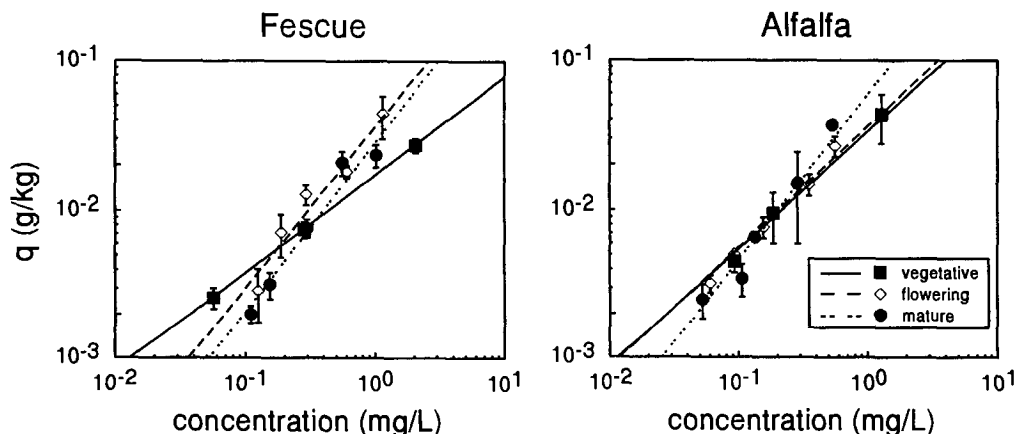 Fescue
Alfalfa
q (g/kg)
10^-1
10^-2
10^-3
10^-2
10^-1
10^0
10^1
concentration (mg/L)
10^-1
10^-2
10^-3
10^-2
10^-1
10^0
10^1
concentration (mg/L)
vegetative
flowering
mature